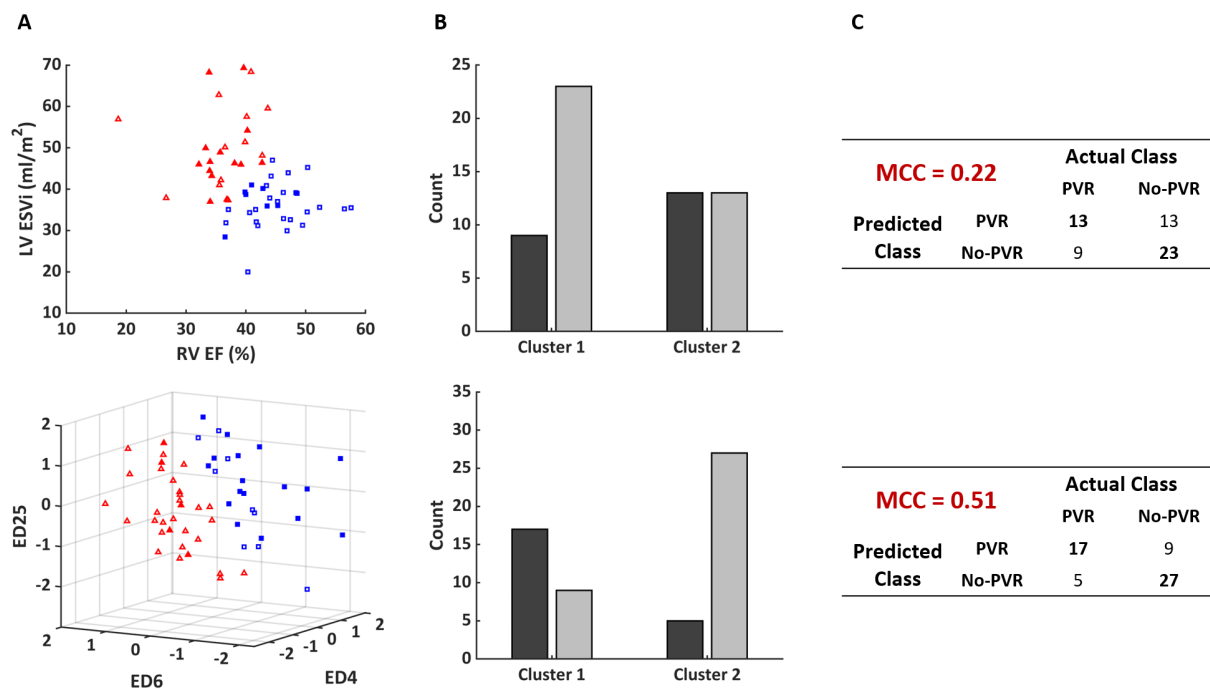 A
B
C
LV ESVi (ml/m²)
70
60
50
40
30
20
10
10
20
30
40
50
60
RV EF (%)
Count
25
20
15
10
5
0
Cluster 1
Cluster 2
MCC = 0.22
Actual Class
PVR
No-PVR
Predicted Class
PVR
13
13
No-PVR
9
23
ED25
2
1
0
-1
-2
2
1
0
-1
-2
ED6
-2
-1
0
1
2
ED4
Count
35
30
25
20
15
10
5
0
Cluster 1
Cluster 2
MCC = 0.51
Actual Class
PVR
No-PVR
Predicted Class
PVR
17
9
No-PVR
5
27